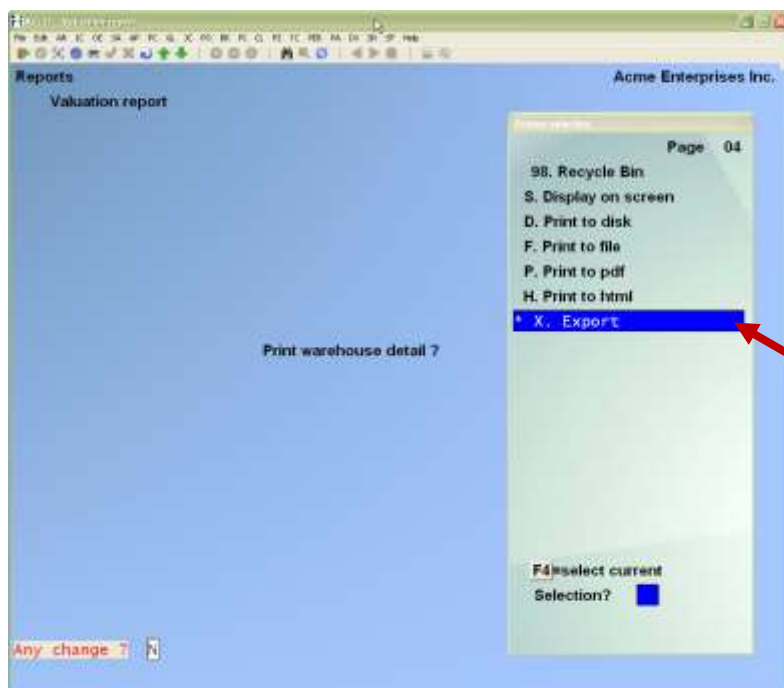 Reports
Acme Enterprises Inc.
Valuation report
Page 04
98. Recycle Bin
S. Display on screen
D. Print to disk
F. Print to file
P. Print to pdf
H. Print to html
* X. Export
Print warehouse detail ?
F4=select current
Selection?
Any change ? N